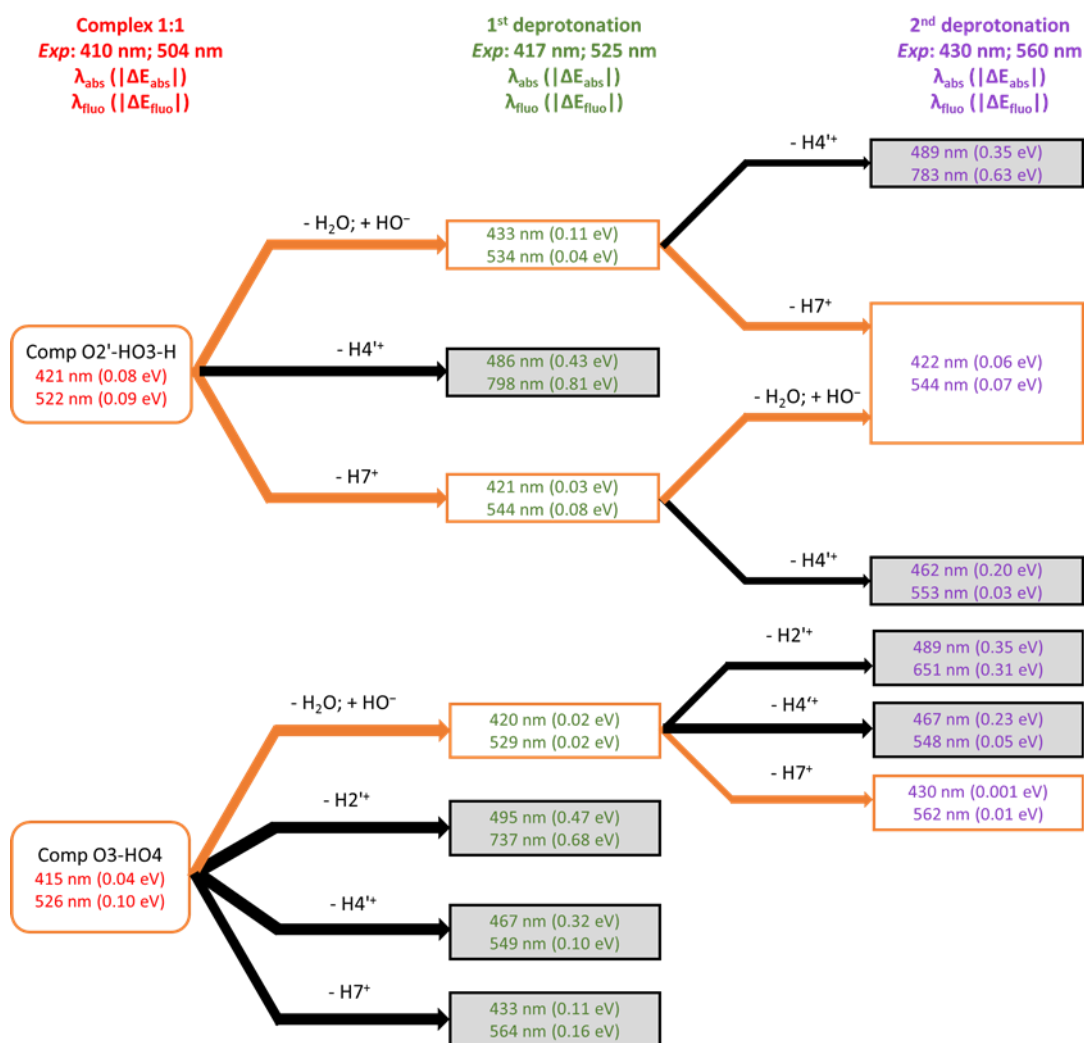 Complex 1:1
Exp: 410 nm; 504 nm
λabs (|ΔEabs|)
λfluo (|ΔEfluo|)
1st deprotonation
Exp: 417 nm; 525 nm
λabs (|ΔEabs|)
λfluo (|ΔEfluo|)
2nd deprotonation
Exp: 430 nm; 560 nm
λabs (|ΔEabs|)
λfluo (|ΔEfluo|)
- H4'⁺
489 nm (0.35 eV)
783 nm (0.63 eV)
- H₂O; + HO⁻
433 nm (0.11 eV)
534 nm (0.04 eV)
- H7⁺
Comp O2'-HO3-H
421 nm (0.08 eV)
522 nm (0.09 eV)
- H4'⁺
486 nm (0.43 eV)
798 nm (0.81 eV)
422 nm (0.06 eV)
544 nm (0.07 eV)
- H₂O; + HO⁻
- H7⁺
421 nm (0.03 eV)
544 nm (0.08 eV)
- H4'⁺
462 nm (0.20 eV)
553 nm (0.03 eV)
- H2'⁺
489 nm (0.35 eV)
651 nm (0.31 eV)
- H₂O; + HO⁻
420 nm (0.02 eV)
529 nm (0.02 eV)
- H4‘⁺
467 nm (0.23 eV)
548 nm (0.05 eV)
- H7⁺
430 nm (0.001 eV)
562 nm (0.01 eV)
- H2'⁺
495 nm (0.47 eV)
737 nm (0.68 eV)
Comp O3-HO4
415 nm (0.04 eV)
526 nm (0.10 eV)
- H4'⁺
467 nm (0.32 eV)
549 nm (0.10 eV)
- H7⁺
433 nm (0.11 eV)
564 nm (0.16 eV)